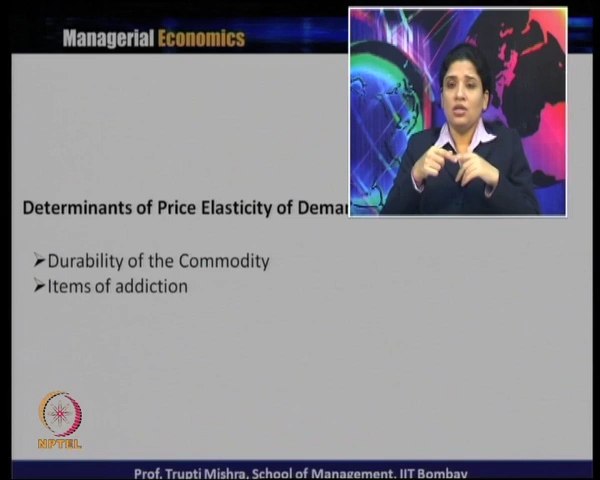 Managerial Economics
Determinants of Price Elasticity of Deman
➤Durability of the Commodity
➤Items of addiction
NPTEL
Prof. Trupti Mishra, School of Management, IIT Bombay